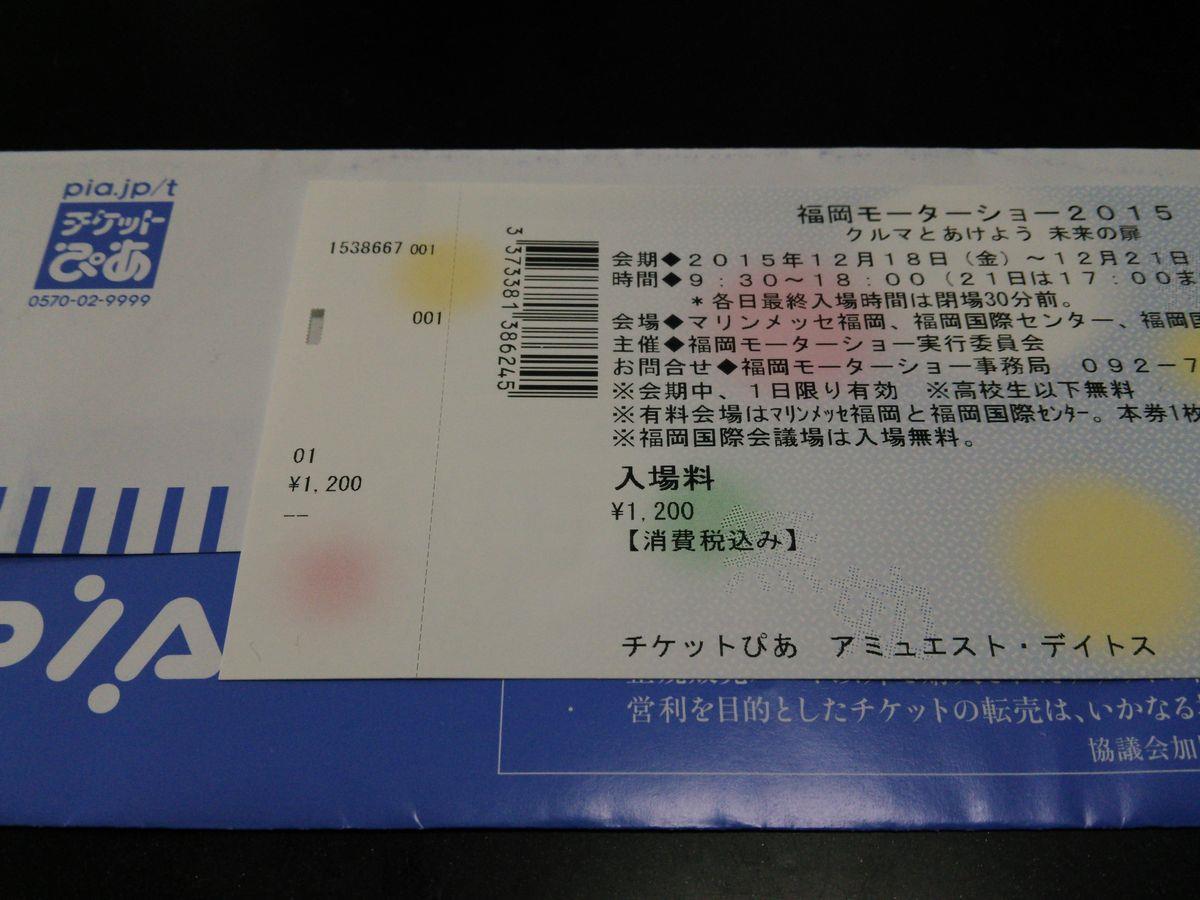 pia.jp/t
チケット
ぴあ
0570-02-9999
1538667 001
001
01
¥1,200
--
3 373381 386245
福岡モーターショー2015
クルマとあけよう 未来の扉
会期◆2015年12月18日(金)~12月21日
時間◆9:30~18:00(21日は17:00ま
*各日最終入場時間は閉場30分前。
会場◆マリンメッセ福岡、福岡国際センター、福岡国
主催◆福岡モーターショー実行委員会
お問合せ◆福岡モーターショー事務局 092-7
※会期中、1日限り有効 ※高校生以下無料
※有料会場はマリンメッセ福岡と福岡国際センター。本券1枚
※福岡国際会議場は入場無料。
入場料
¥1,200
【消費税込み】
チケットぴあ アミュエスト・デイトス
・ 営利を目的としたチケットの転売は、いかなる
協議会加